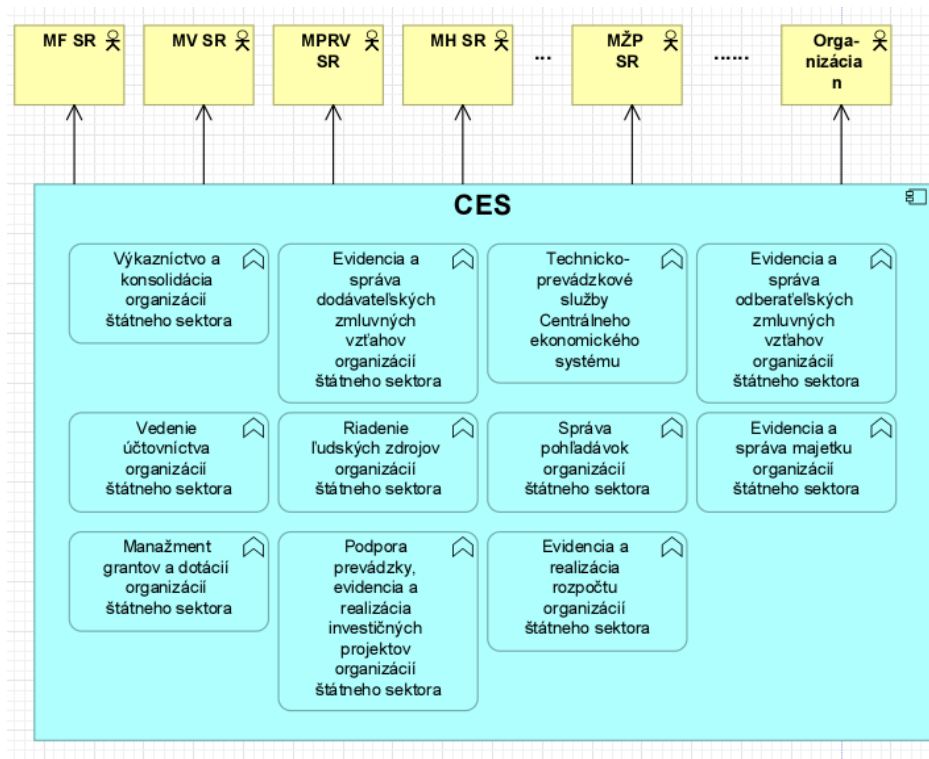 MF SR
MV SR
MPRV
SR
MH SR
...
MŽP
SR
......
Orga-
nizácia
n
CES
Výkazníctvo a
konsolidácia
organizácií
štátneho sektora
Evidencia a
správa
dodávateľských
zmluvných
vzťahov
organizácií
štátneho sektora
Technicko-
prevádzkové
služby
Centrálneho
ekonomického
systému
Evidencia a
správa
odberateľských
zmluvných
vzťahov
organizácií
štátneho sektora
Vedenie
účtovníctva
organizácií
štátneho sektora
Riadenie
ľudských zdrojov
organizácií
štátneho sektora
Správa
pohľadávok
organizácií
štátneho sektora
Evidencia a
správa majetku
organizácií
štátneho sektora
Manažment
grantov a dotácií
organizácií
štátneho sektora
Podpora
prevádzky,
evidencia a
realizácia
investičných
projektov
organizácií
štátneho sektora
Evidencia a
realizácia
rozpočtu
organizácií
štátneho sektora